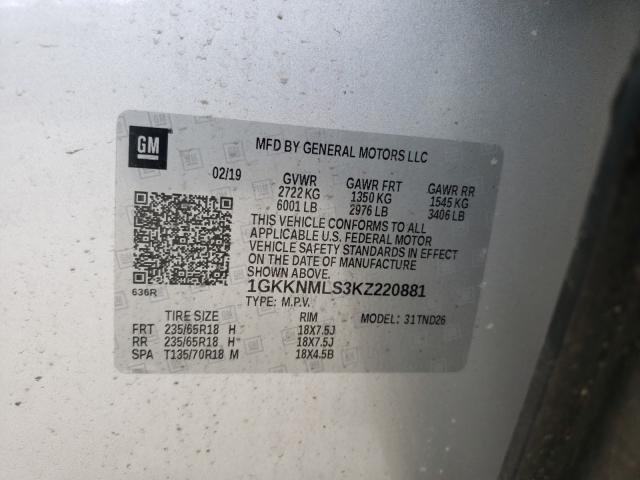 GM
MFD BY GENERAL MOTORS LLC
02/19 GVWR GAWR FRT GAWR RR
2722 KG 1350 KG 1545 KG
6001 LB 2976 LB 3406 LB
THIS VEHICLE CONFORMS TO ALL
APPLICABLE U.S. FEDERAL MOTOR
VEHICLE SAFETY STANDARDS IN EFFECT
ON THE DATE OF MANUFACTURE
SHOWN ABOVE.
636R 1GKKNMLS3KZ220881
TYPE: M.P.V.
TIRE SIZE RIM MODEL: 31TND26
FRT 235/65R18 H 18X7.5J
RR 235/65R18 H 18X7.5J
SPA T135/70R18 M 18X4.5B